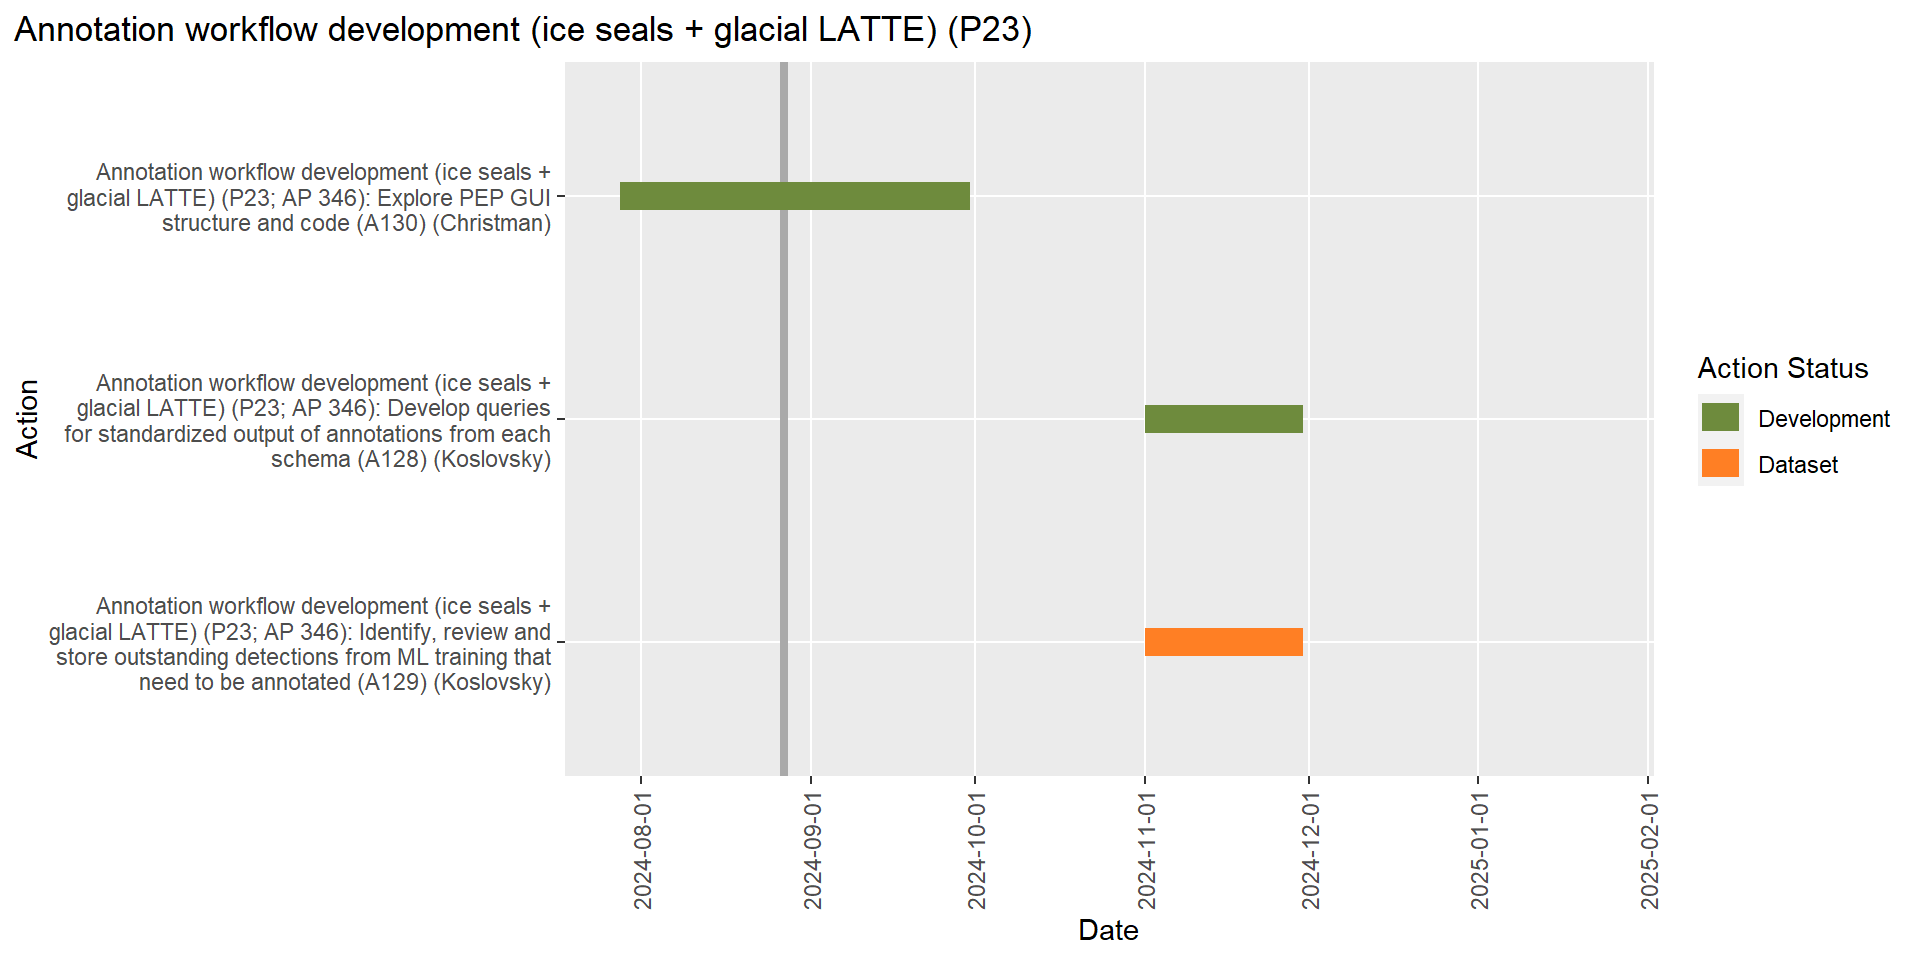 Annotation workflow development (ice seals + glacial LATTE) (P23)
Action
Annotation workflow development (ice seals +
glacial LATTE) (P23; AP 346): Explore PEP GUI
structure and code (A130) (Christman)
Annotation workflow development (ice seals +
glacial LATTE) (P23; AP 346): Develop queries
for standardized output of annotations from each
schema (A128) (Koslovsky)
Annotation workflow development (ice seals +
glacial LATTE) (P23; AP 346): Identify, review and
store outstanding detections from ML training that
need to be annotated (A129) (Koslovsky)
2024-08-01
2024-09-01
2024-10-01
2024-11-01
2024-12-01
2025-01-01
2025-02-01
Date
Action Status
Development
Dataset